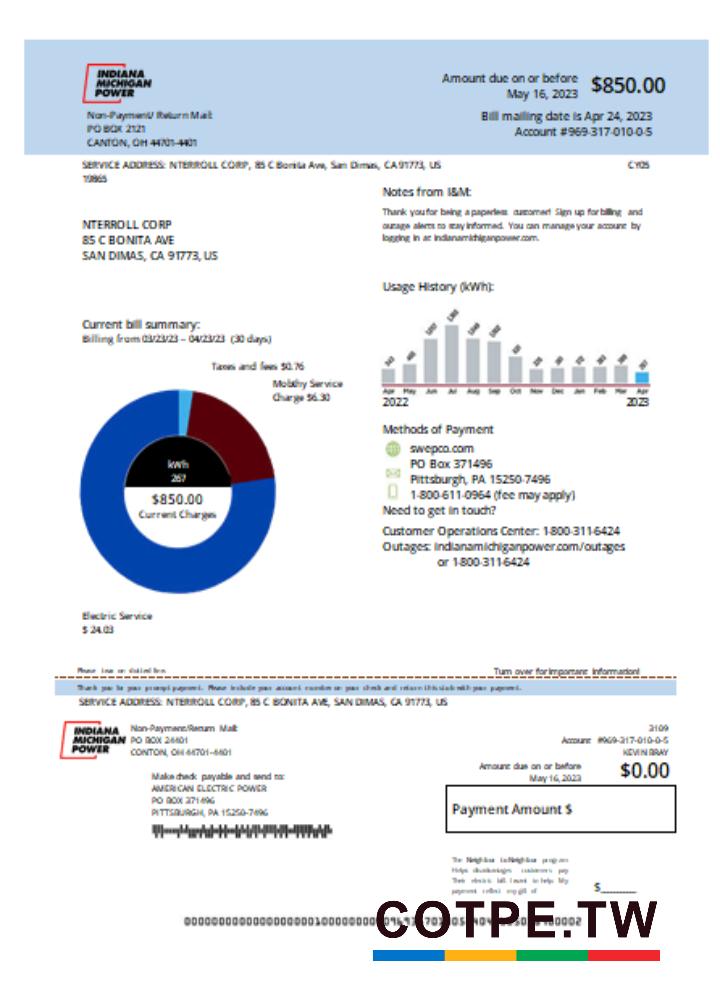 INDIANA
MICHIGAN
POWER
Amount due on or before $850.00
May 16, 2023
Non-Payment/ Return Mail:
PO BOX 2121
CANTON, OH 44701-4401
Bill mailing date is Apr 24, 2023
Account #969-317-010-0-5
SERVICE ADDRESS: NTERROLL CORP, 85 C Bonita Ave, San Dimas, CA 91773, US
19865
CY05
Notes from I&M:
Thank you for being a paperless customer! Sign up for billing and
outage alerts to stay informed. You can manage your account by
logging in at indianamichiganpower.com.
NTERROLL CORP
85 C BONITA AVE
SAN DIMAS, CA 91773, US
Usage History (kWh):
Apr May Jun Jul Aug Sep Oct Nov Dec Jan Feb Mar Apr
2022 2023
Current bill summary:
Billing from 03/23/23 – 04/23/23 (30 days)
Taxes and fees $0.76
Mobthy Service
Charge $6.30
kWh
267
$850.00
Current Charges
Electric Service
$ 24.03
Methods of Payment
swepco.com
PO Box 371496
Pittsburgh, PA 15250-7496
1-800-611-0964 (fee may apply)
Need to get in touch?
Customer Operations Center: 1-800-311-6424
Outages: indianamichiganpower.com/outages
or 1-800-311-6424
Please tear on dotted line
Turn over for important information!
Thank you for your prompt payment. Please include your account number on your check and return this stub with your payment.
SERVICE ADDRESS: NTERROLL CORP, 85 C BONITA AVE, SAN DIMAS, CA 91773, US
INDIANA
MICHIGAN
POWER
Non-Payment/Return Mail:
PO BOX 24401
CONTON, OH 44701-4401
3109
Account #969-317-010-0-5
KEVIN BRAY
Amount due on or before $0.00
May 16, 2023
Make check payable and send to:
AMERICAN ELECTRIC POWER
PO BOX 371496
PITTSBURGH, PA 15250-7496
Payment Amount $
The Neighbor to Neighbor program
Helps disadvantages customers pay
Their electric bill. I want to help. My
payment reflect my gift of $______
COTPE.TW